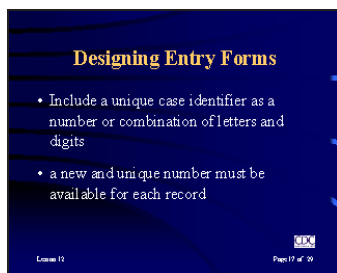 Designing Entry Forms
• Include a unique case identifier as a
number or combination of letters and
digits
• a new and unique number must be
available for each record
CDC
Lesson 12
Page 17 of 29